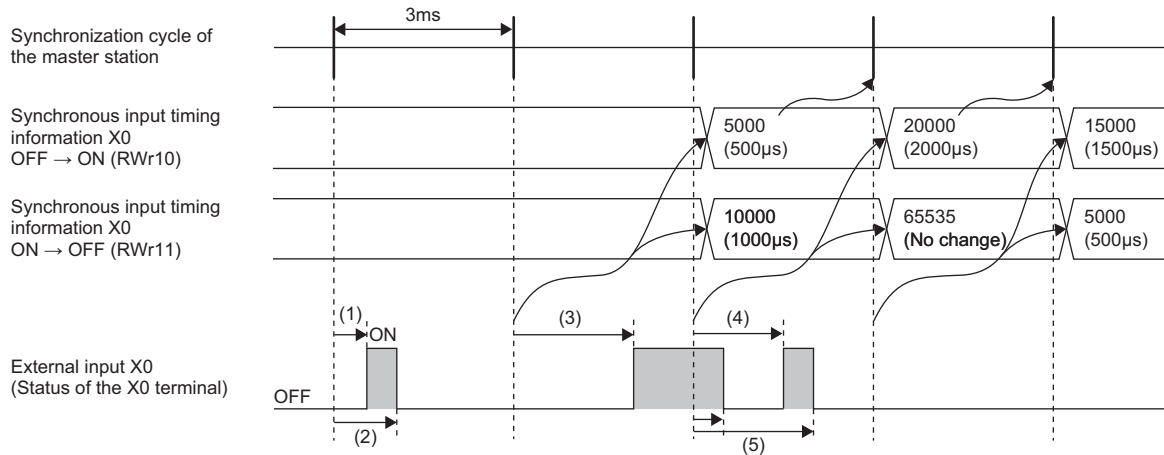 3ms
Synchronization cycle of
the master station
Synchronous input timing
information X0
OFF → ON (RWr10)
5000
(500µs)
20000
(2000µs)
15000
(1500µs)
Synchronous input timing
information X0
ON → OFF (RWr11)
10000
(1000µs)
65535
(No change)
5000
(500µs)
(1)
ON
(3)
(4)
External input X0
(Status of the X0 terminal)
OFF
(2)
(5)